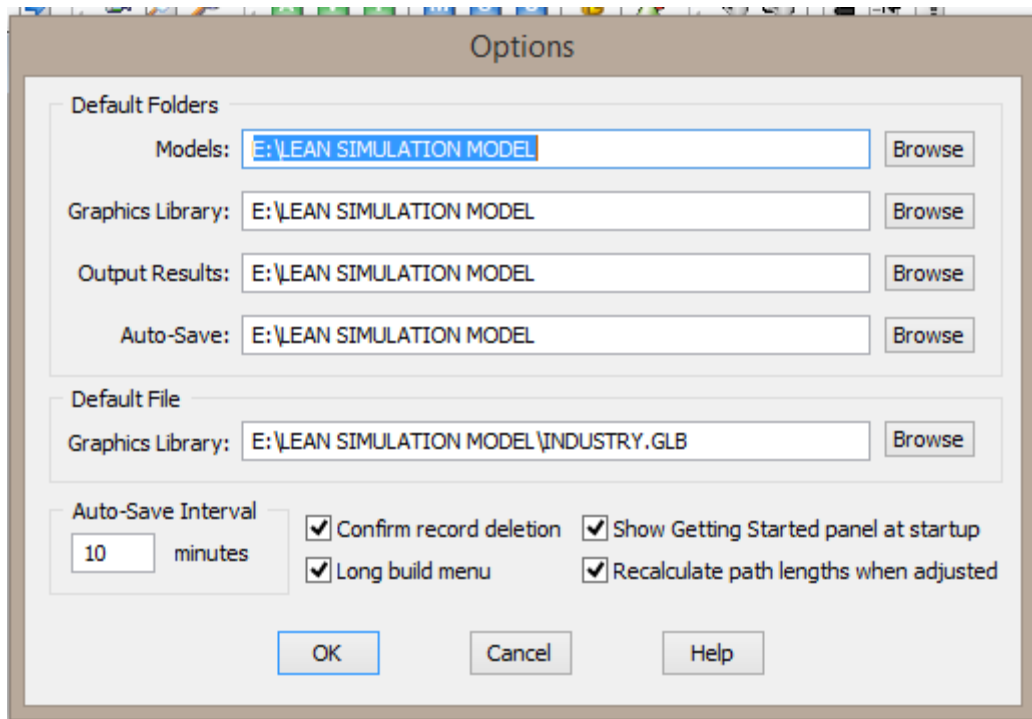 Options
Default Folders
Models: E:\LEAN SIMULATION MODEL Browse
Graphics Library: E:\LEAN SIMULATION MODEL Browse
Output Results: E:\LEAN SIMULATION MODEL Browse
Auto-Save: E:\LEAN SIMULATION MODEL Browse
Default File
Graphics Library: E:\LEAN SIMULATION MODEL\INDUSTRY.GLB Browse
Auto-Save Interval
10 minutes
Confirm record deletion Show Getting Started panel at startup
Long build menu Recalculate path lengths when adjusted
OK Cancel Help